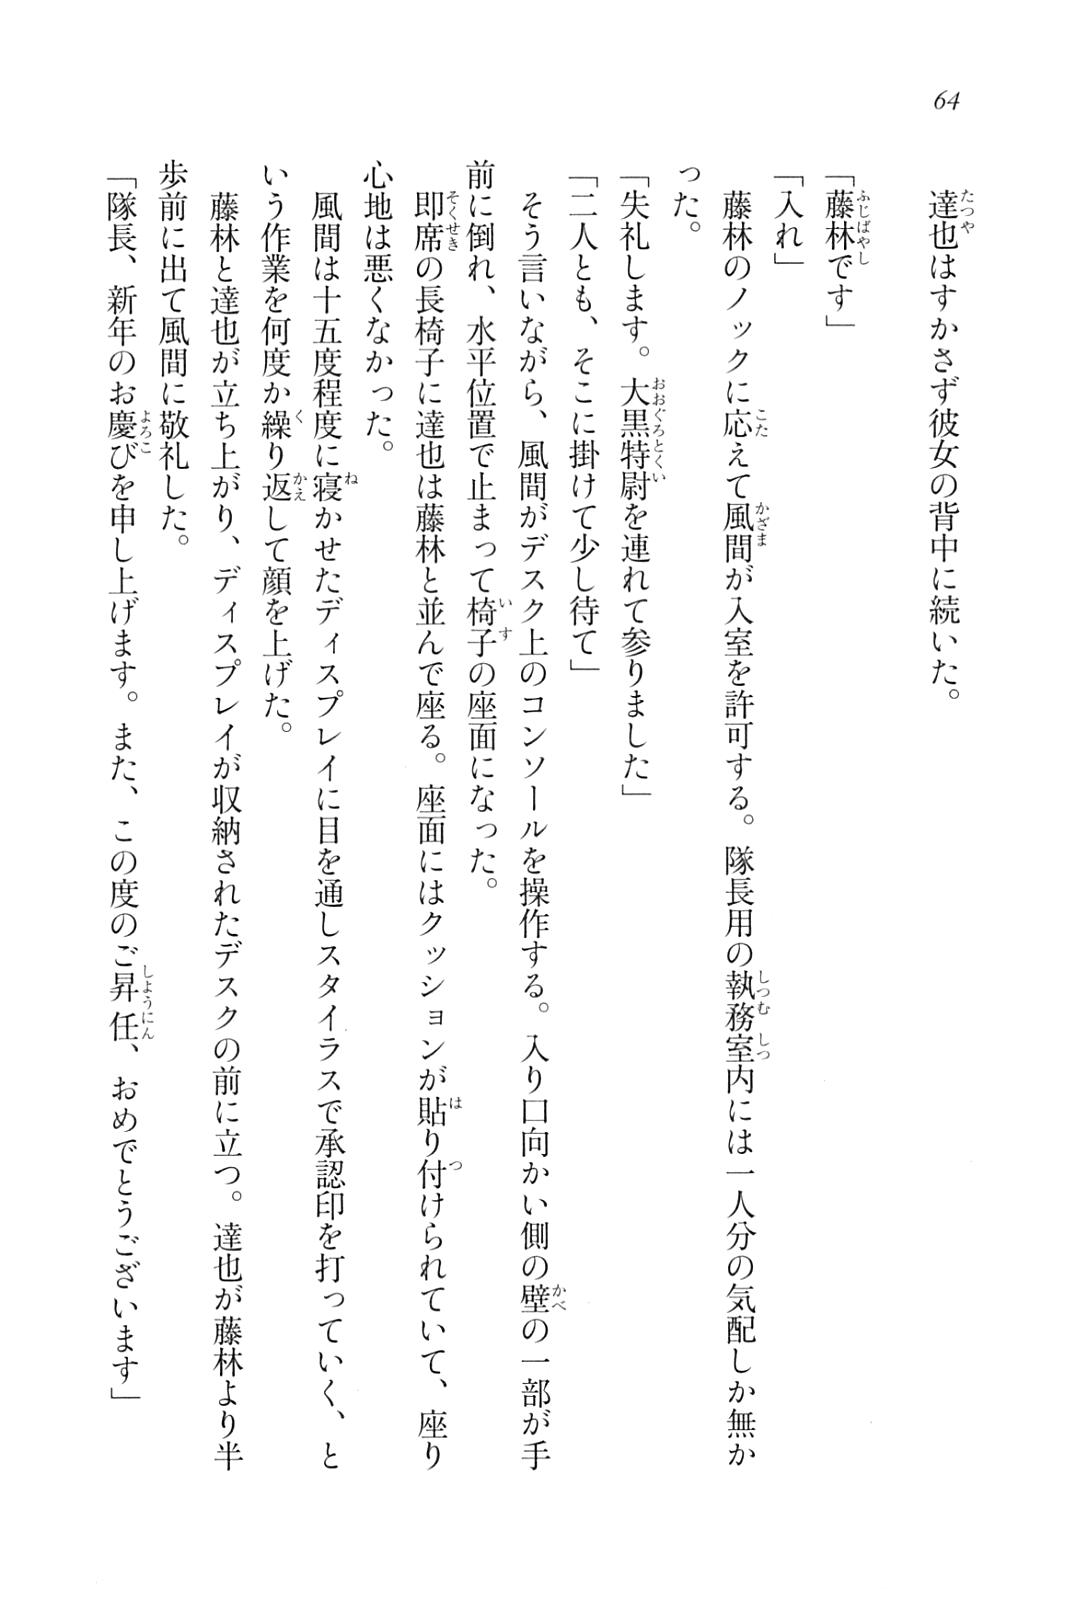 64
達也はすかさず彼女の背中に続いた。
「藤林です」
「入れ」
藤林のノックに応えて風間が入室を許可する。隊長用の執務室内には一人分の気配しか無か
った。
「失礼します。大黒特尉を連れて参りました」
「二人とも、そこに掛けて少し待て」
そう言いながら、風間がデスク上のコンソールを操作する。入り口向かい側の壁の一部が手
前に倒れ、水平位置で止まって椅子の座面になった。
即席の長椅子に達也は藤林と並んで座る。座面にはクッションが貼り付けられていて、座り
心地は悪くなかった。
風間は十五度程度に寝かせたディスプレイに目を通しスタイラスで承認印を打っていく、と
いう作業を何度か繰り返して顔を上げた。
藤林と達也が立ち上がり、ディスプレイが収納されたデスクの前に立つ。達也が藤林より半
歩前に出て風間に敬礼した。
「隊長、新年のお慶びを申し上げます。また、この度のご昇任、おめでとうございます」